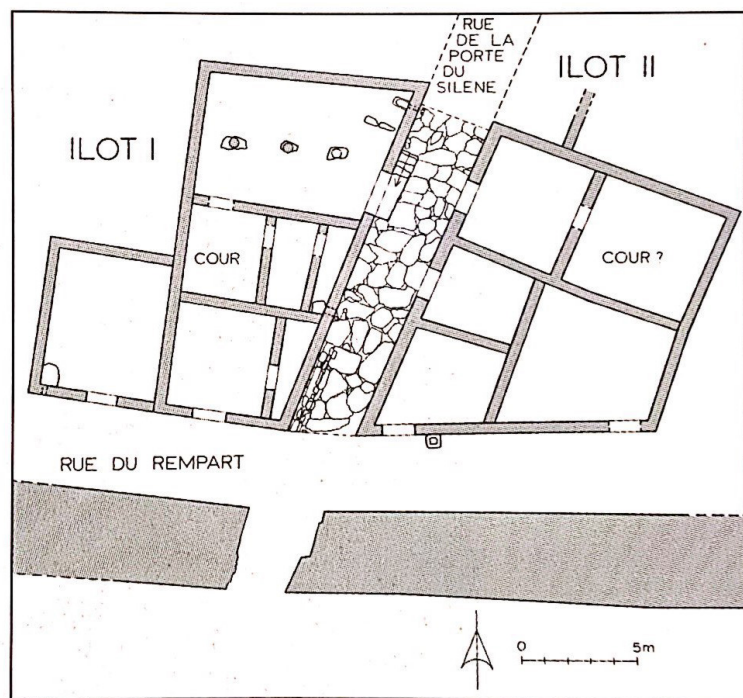 RUE
DE LA
PORTE
DU
SILENE
ILOT II
ILOT I
COUR
COUR ?
RUE DU REMPART
0 5m